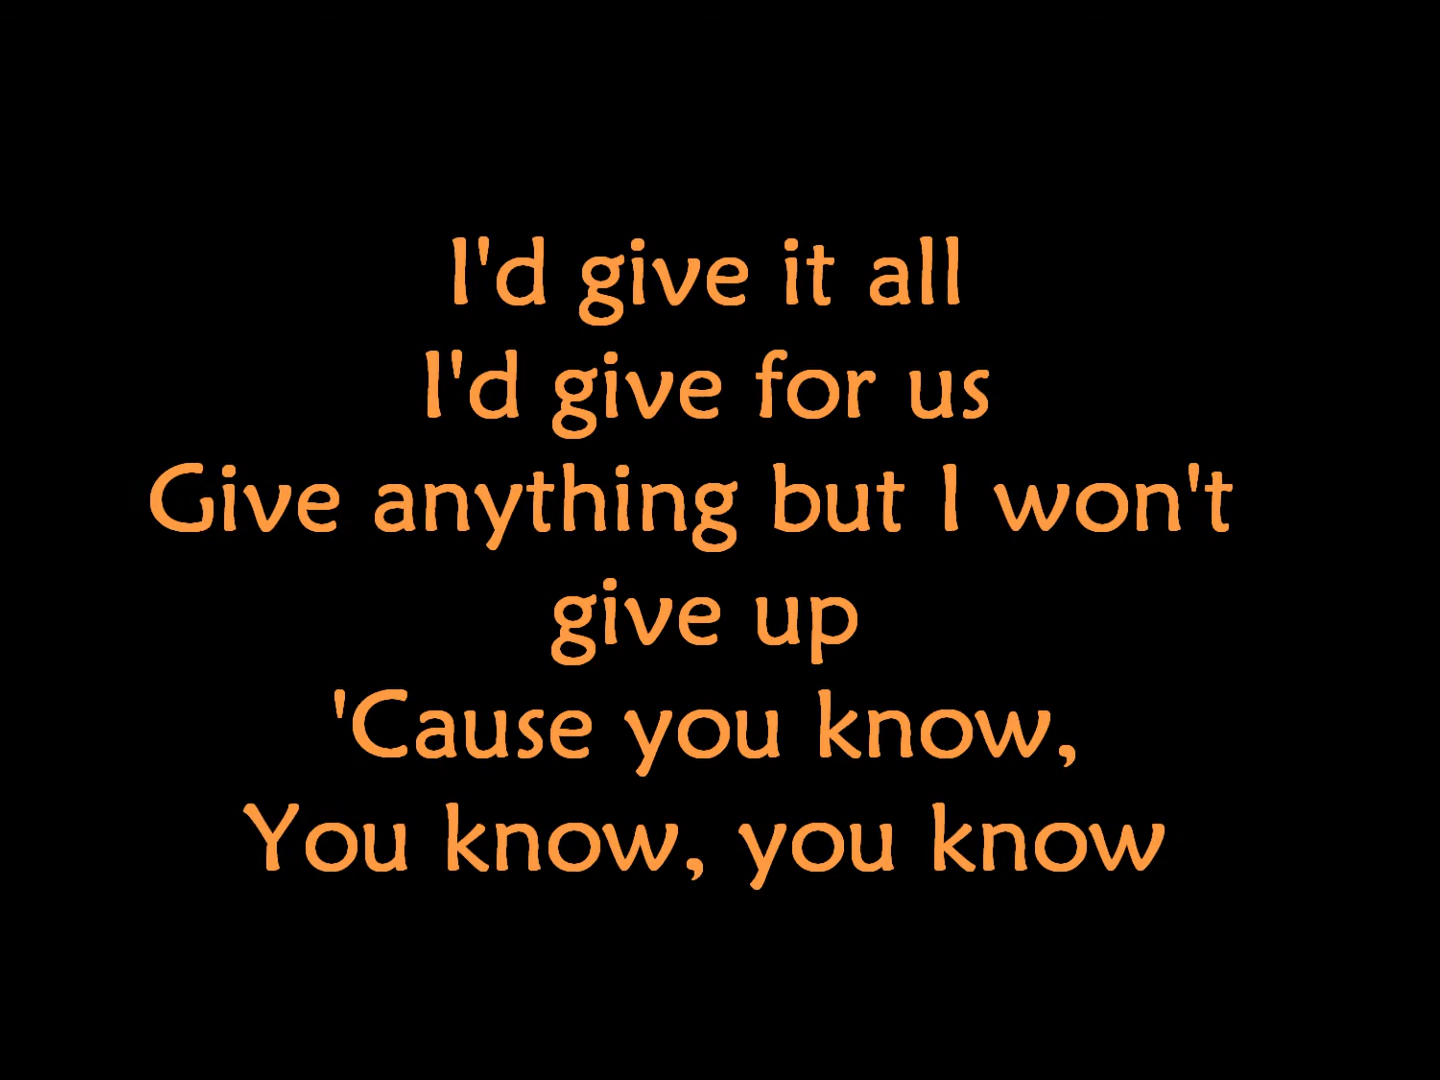 I'd give it all
I'd give for us
Give anything but I won't
give up
'Cause you know,
You know, you know